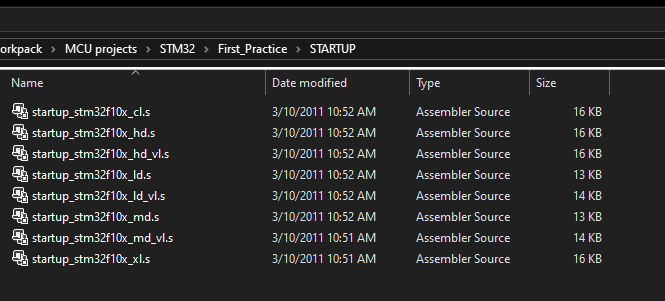 orkpack > MCU projects > STM32 > First_Practice > STARTUP
Name Date modified Type Size
startup_stm32f10x_cl.s 3/10/2011 10:52 AM Assembler Source 16 KB
startup_stm32f10x_hd.s 3/10/2011 10:52 AM Assembler Source 16 KB
startup_stm32f10x_hd_vl.s 3/10/2011 10:52 AM Assembler Source 16 KB
startup_stm32f10x_ld.s 3/10/2011 10:52 AM Assembler Source 13 KB
startup_stm32f10x_ld_vl.s 3/10/2011 10:52 AM Assembler Source 14 KB
startup_stm32f10x_md.s 3/10/2011 10:52 AM Assembler Source 13 KB
startup_stm32f10x_md_vl.s 3/10/2011 10:51 AM Assembler Source 14 KB
startup_stm32f10x_xl.s 3/10/2011 10:51 AM Assembler Source 16 KB